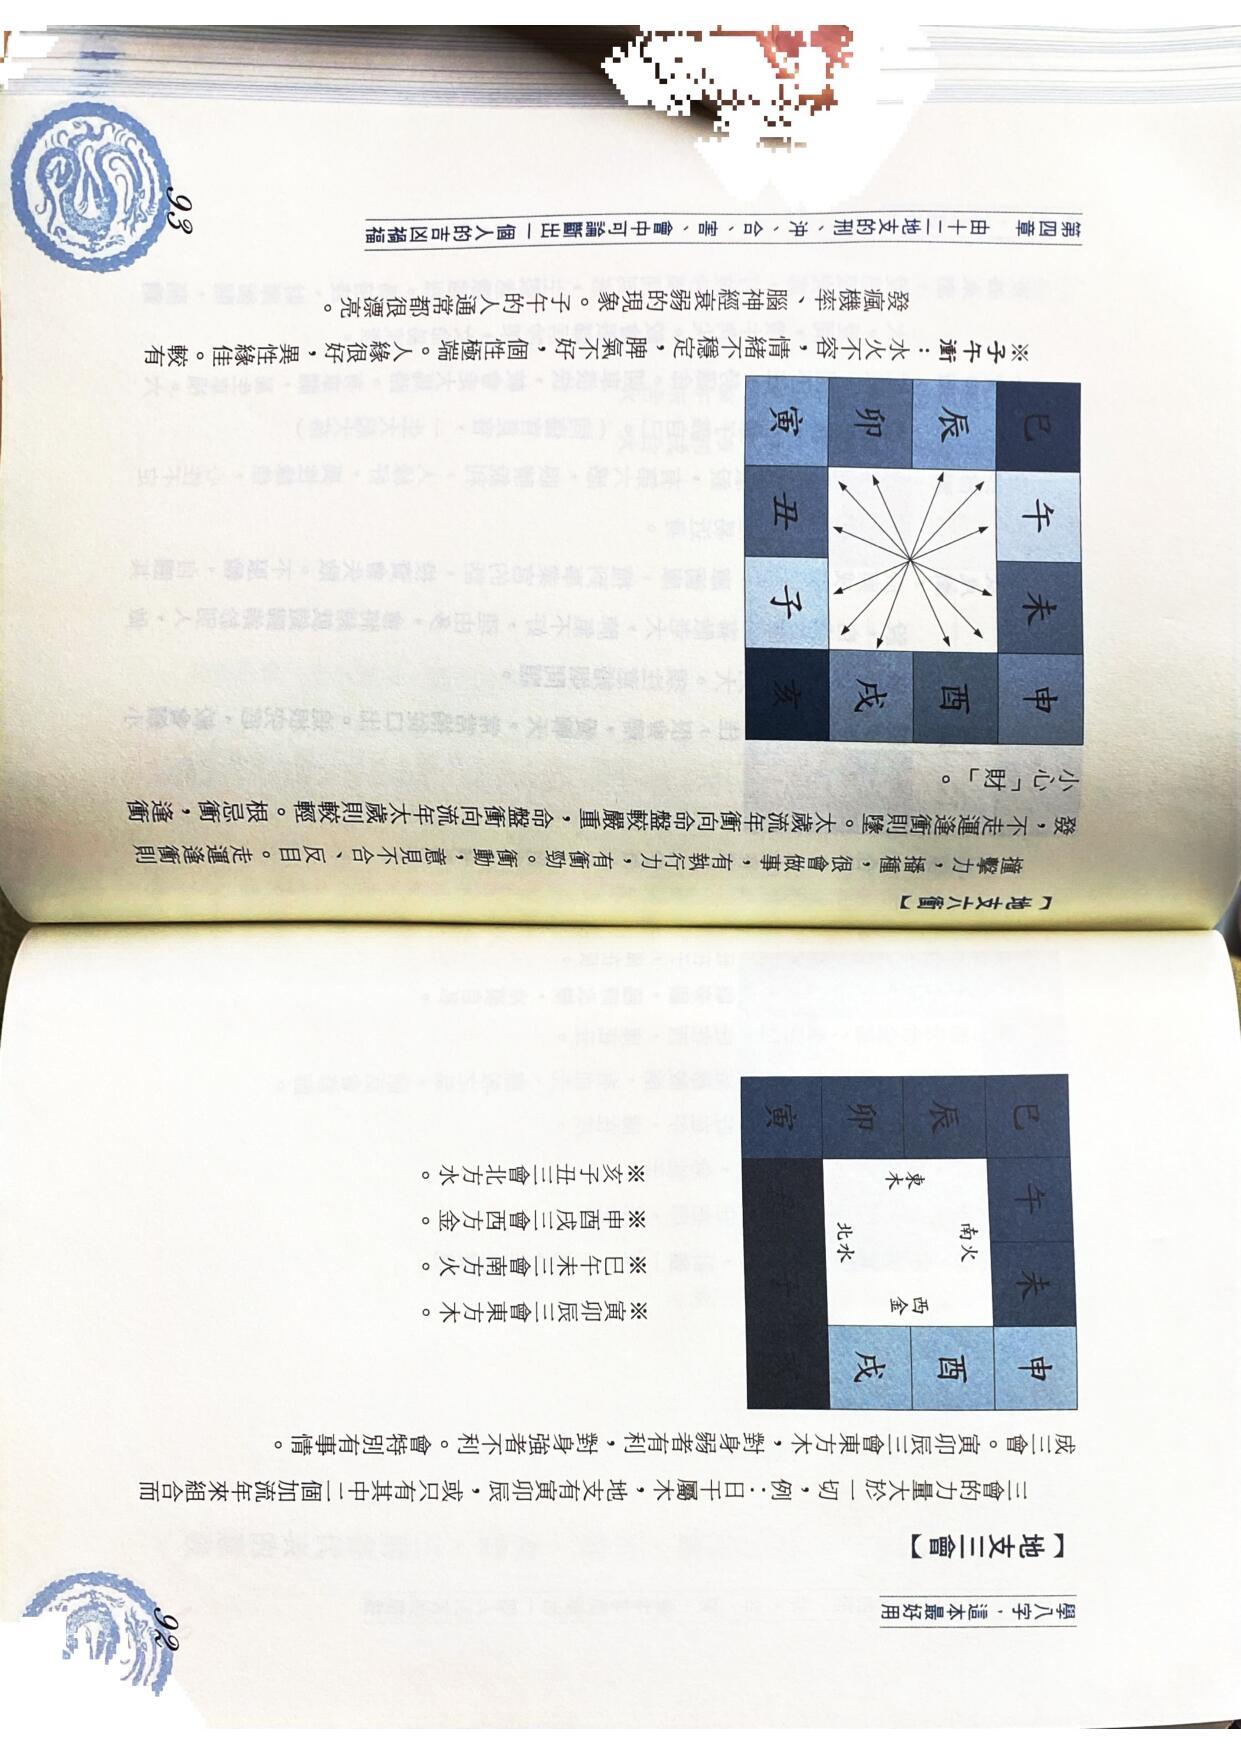 學八字，這本最好用
【地支三會】
三會的力量大於一切，例：日干屬木，地支有寅卯辰，或只有其中二個加流年來組合而
成三會。寅卯辰三會東方木，對身弱者有利，對身強者不利。會特別有事情。
巳午未申
辰酉
卯戌
寅丑子亥
南火
東木
西金
北水
※寅卯辰三會東方木。
※巳午未三會南方火。
※申酉戌三會西方金。
※亥子丑三會北方水。
92
【地支六衝】
撞擊力，播種，很會做事，有執行力，有衝勁。衝動，意見不合、反目。走運逢衝則
發，不走運逢衝則墜。太歲流年衝向命盤較嚴重，命盤衝向流年太歲則較輕。根忌衝，逢衝
小心「財」。
巳午未申
辰酉
卯戌
寅丑子亥
※子午衝：水火不容，情緒不穩定，脾氣不好，個性極端。人緣很好，異性緣佳。較有
發瘋機率、腦神經衰弱的現象。子午的人通常都很漂亮。
第四章　由十二地支的刑、沖、合、害、會中可論斷出一個人的吉凶禍福
93